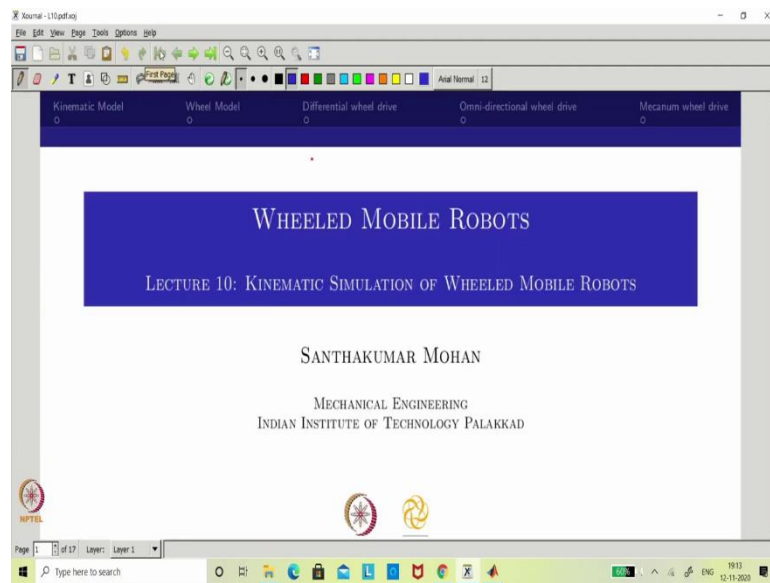 Xournal - L10.pdf.xoj
File Edit View Page Tools Options Help
First Page
Arial Normal 12
Kinematic Model Wheel Model Differential wheel drive Omni-directional wheel drive Mecanum wheel drive
WHEELED MOBILE ROBOTS
LECTURE 10: KINEMATIC SIMULATION OF WHEELED MOBILE ROBOTS
SANTHAKUMAR MOHAN
MECHANICAL ENGINEERING
INDIAN INSTITUTE OF TECHNOLOGY PALAKKAD
NPTEL
Page 1 of 17 Layer: Layer 1
Type here to search
60% ENG 19:13
12-11-2020